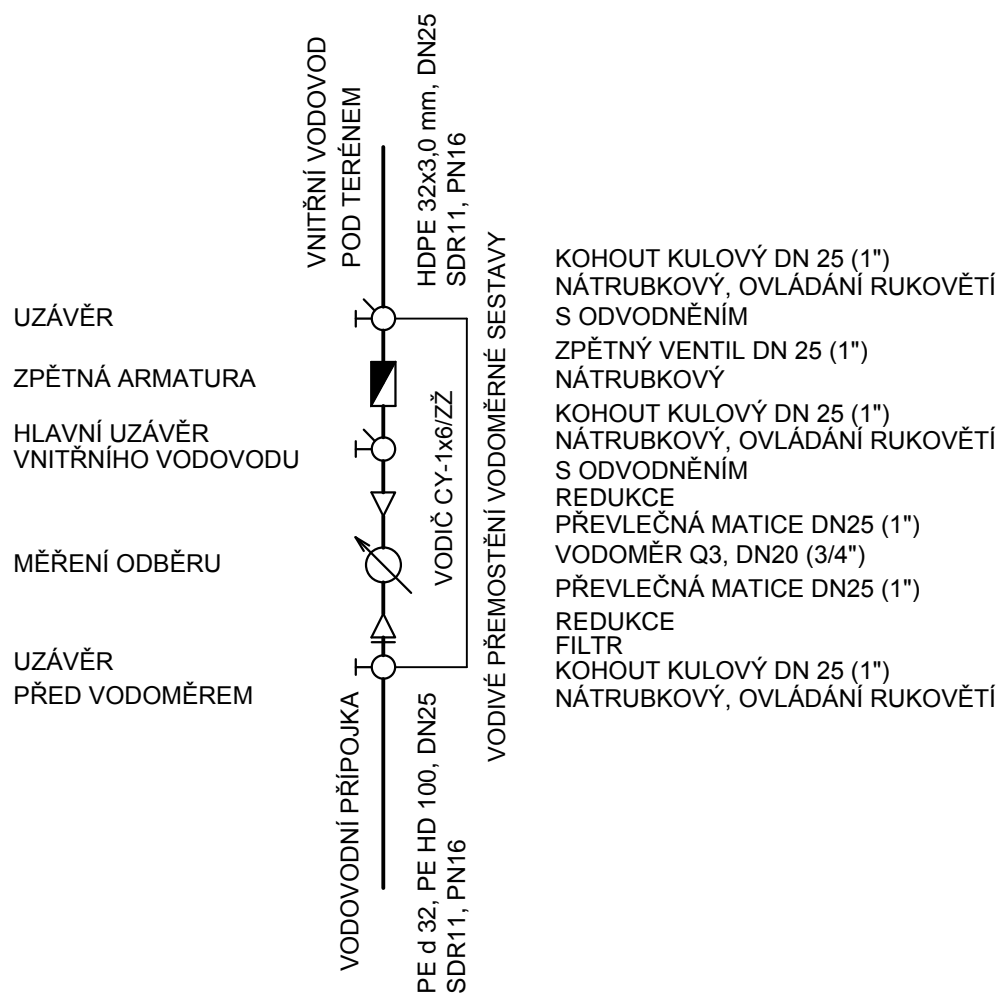 VNITŘNÍ VODOVOD
POD TERÉNEM
HDPE 32x3,0 mm, DN25
SDR11, PN16
UZÁVĚR
ZPĚTNÁ ARMATURA
HLAVNÍ UZÁVĚR
VNITŘNÍHO VODOVODU
MĚŘENÍ ODBĚRU
UZÁVĚR
PŘED VODOMĚREM
VODIČ CY-1x6/ZŽ
VODIVÉ PŘEMOSTĚNÍ VODOMĚRNÉ SESTAVY
KOHOUT KULOVÝ DN 25 (1")
NÁTRUBKOVÝ, OVLÁDÁNÍ RUKOVĚTÍ
S ODVODNĚNÍM
ZPĚTNÝ VENTIL DN 25 (1")
NÁTRUBKOVÝ
KOHOUT KULOVÝ DN 25 (1")
NÁTRUBKOVÝ, OVLÁDÁNÍ RUKOVĚTÍ
S ODVODNĚNÍM
REDUKCE
PŘEVLEČNÁ MATICE DN25 (1")
VODOMĚR Q3, DN20 (3/4")
PŘEVLEČNÁ MATICE DN25 (1")
REDUKCE
FILTR
KOHOUT KULOVÝ DN 25 (1")
NÁTRUBKOVÝ, OVLÁDÁNÍ RUKOVĚTÍ
VODOVODNÍ PŘÍPOJKA
PE d 32, PE HD 100, DN25
SDR11, PN16